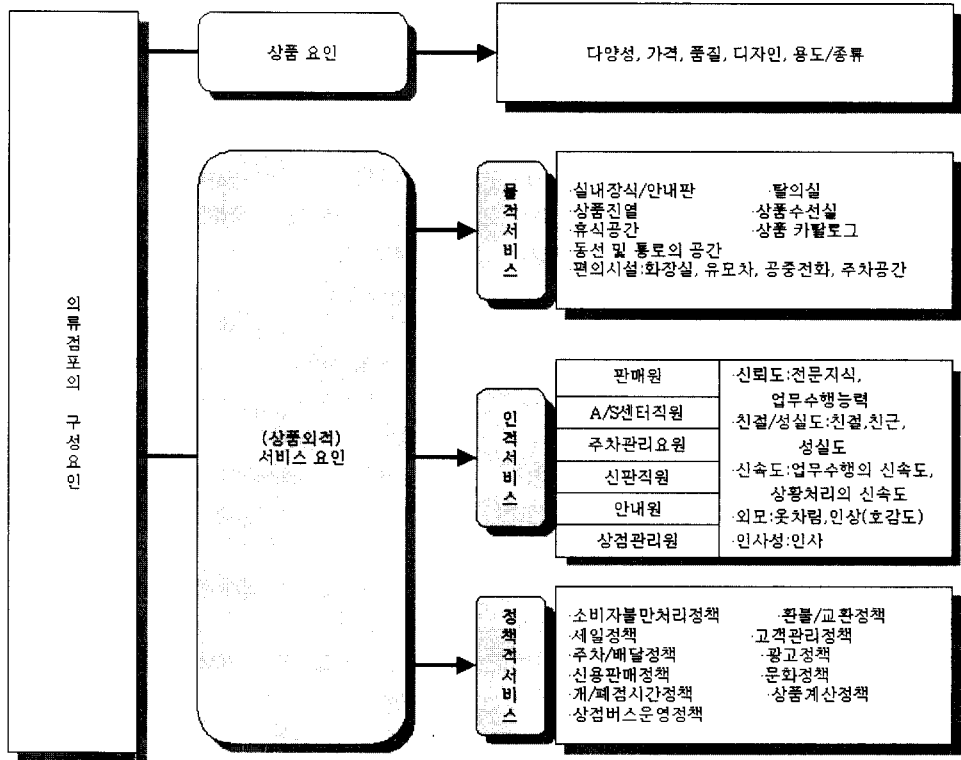 의류점포의 구성요인
상품 요인
다양성, 가격, 품질, 디자인, 용도/종류
(상품외적)
서비스 요인
물적서비스
·실내장식/안내판 ·탈의실
·상품진열 ·상품수선실
·휴식공간 ·상품 카탈로그
·동선 및 통로의 공간
·편의시설:화장실, 유모차, 공중전화, 주차공간
인적서비스
판매원
A/S센터직원
주차관리요원
신판직원
안내원
상점관리원
·신뢰도:전문지식,
업무수행능력
·친절/성실도:친절,친근,
성실도
·신속도:업무수행의 신속도,
상황처리의 신속도
·외모:옷차림,인상(호감도)
·인사성:인사
정책적서비스
·소비자불만처리정책 ·환불/교환정책
·세일정책 ·고객관리정책
·주차/배달정책 ·광고정책
·신용판매정책 ·문화정책
·개/폐점시간정책 ·상품계산정책
·상점버스운영정책